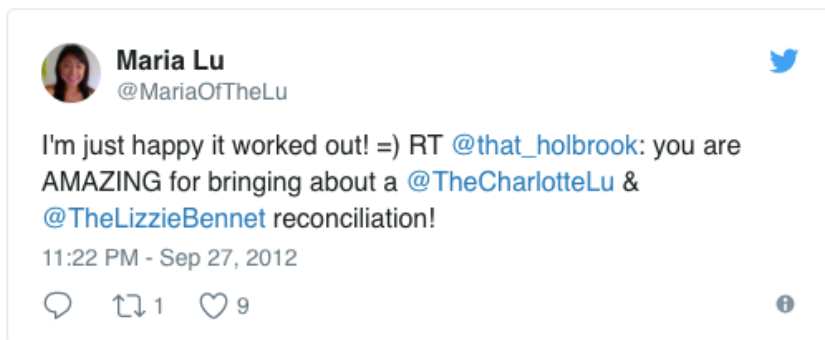 Maria Lu
@MariaOfTheLu
I'm just happy it worked out! =) RT @that_holbrook: you are
AMAZING for bringing about a @TheCharlotteLu &
@TheLizzieBennet reconciliation!
11:22 PM - Sep 27, 2012
1 9